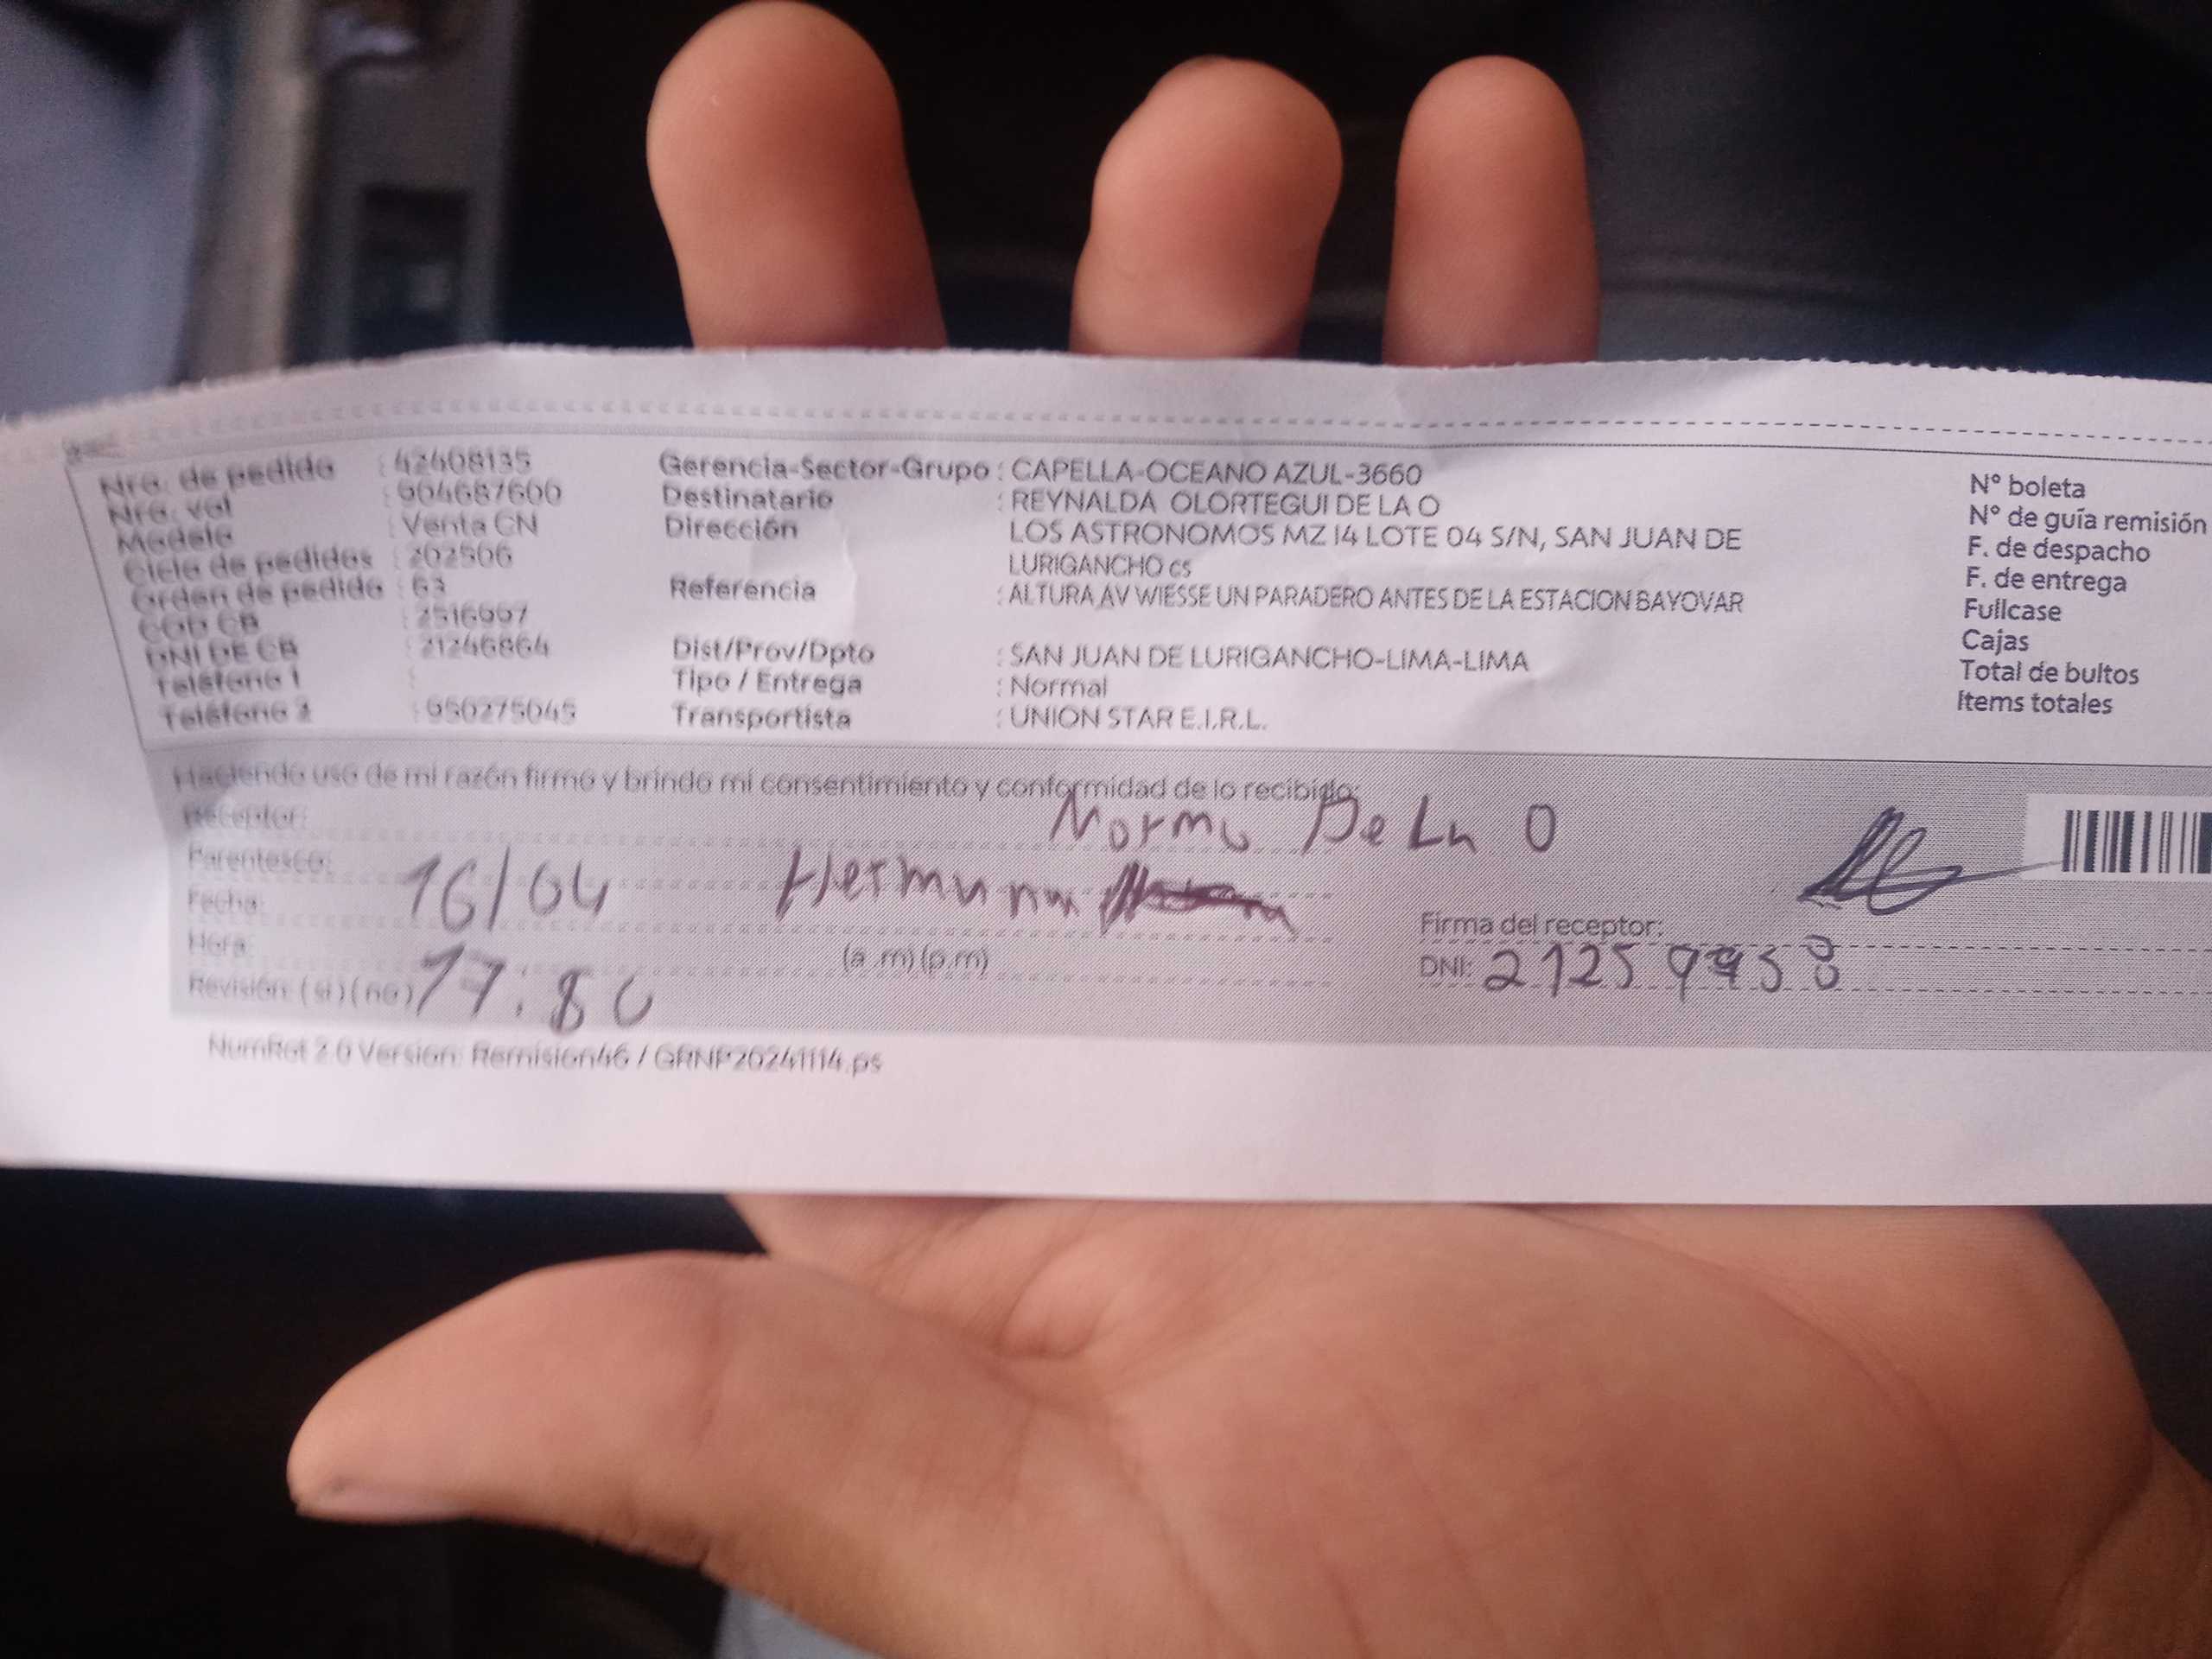 Nro. de pedido : 42408135
Nro. vol : 904687600
Modelo : Venta CN
Ciclo de pedidos : 202506
Orden de pedido : 63
COD CB : 2516997
DNI DE CB : 21246864
Teléfono 1 :
Teléfono 2 : 950275045
Gerencia-Sector-Grupo : CAPELLA-OCEANO AZUL-3660
Destinatario : REYNALDA OLORTEGUI DE LA O
Dirección : LOS ASTRONOMOS MZ I4 LOTE 04 S/N, SAN JUAN DE
LURIGANCHO cs
Referencia : ALTURA AV WIESSE UN PARADERO ANTES DE LA ESTACION BAYOVAR
Dist/Prov/Dpto : SAN JUAN DE LURIGANCHO-LIMA-LIMA
Tipo / Entrega : Normal
Transportista : UNION STAR E.I.R.L.
N° boleta
N° de guía remisión
F. de despacho
F. de entrega
Fullcase
Cajas
Total de bultos
Items totales
Haciendo uso de mi razón firmo y brindo mi consentimiento y conformidad de lo recibido:
Receptor: Norma De La O
Parentesco: Hermana
Fecha: 16/04
Hora: (a .m) (p.m)
Revisión: ( si ) ( no ) 17:80
Firma del receptor:
DNI: 21259958
NumRot 2.0 Version: Remision46 / GRNP20241114.ps